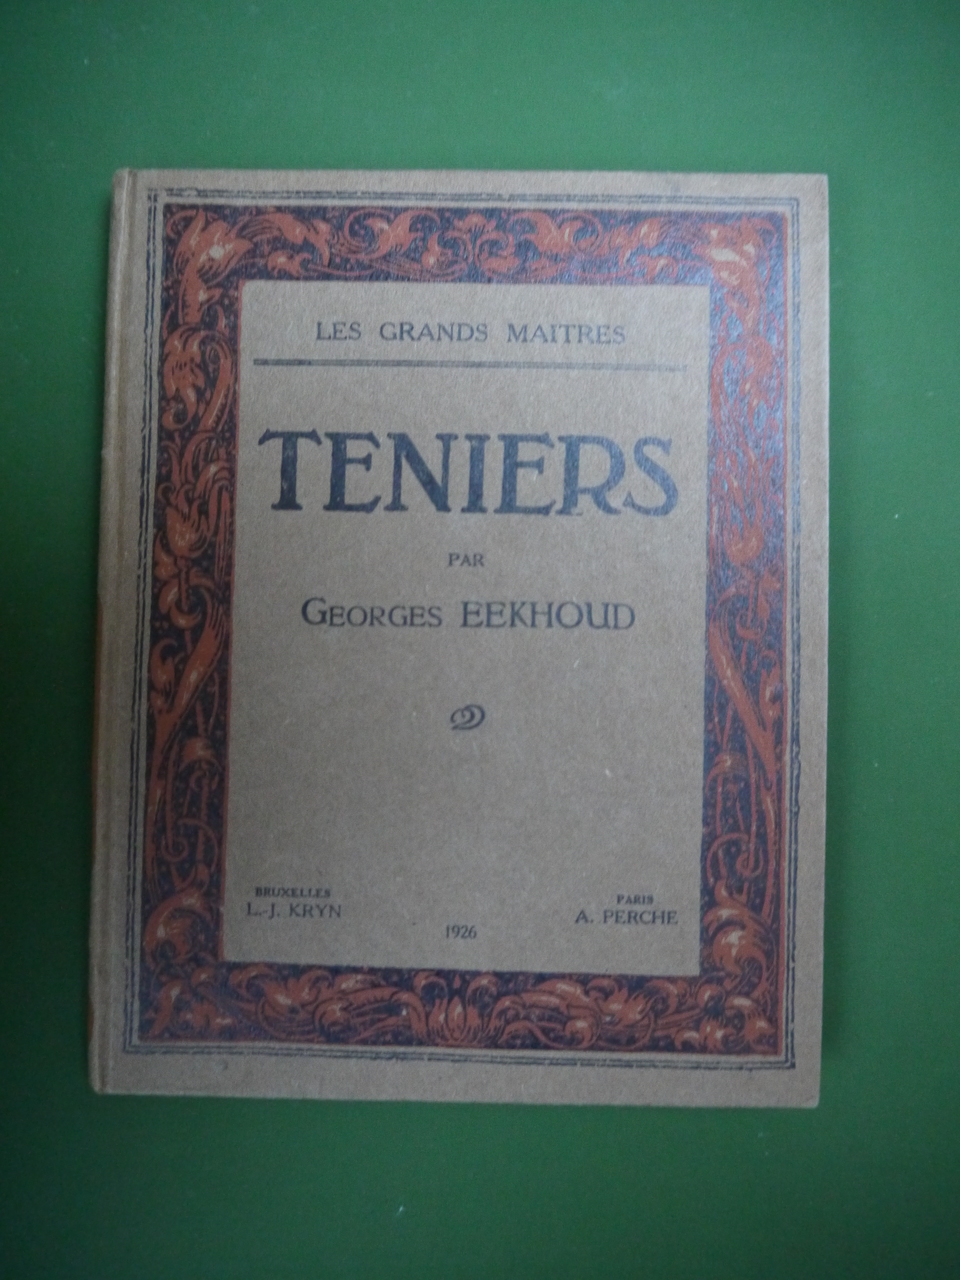 LES GRANDS MAITRES
TENIERS
PAR
GEORGES EEKHOUD
BRUXELLES
L.-J. KRYN
1926
PARIS
A. PERCHE